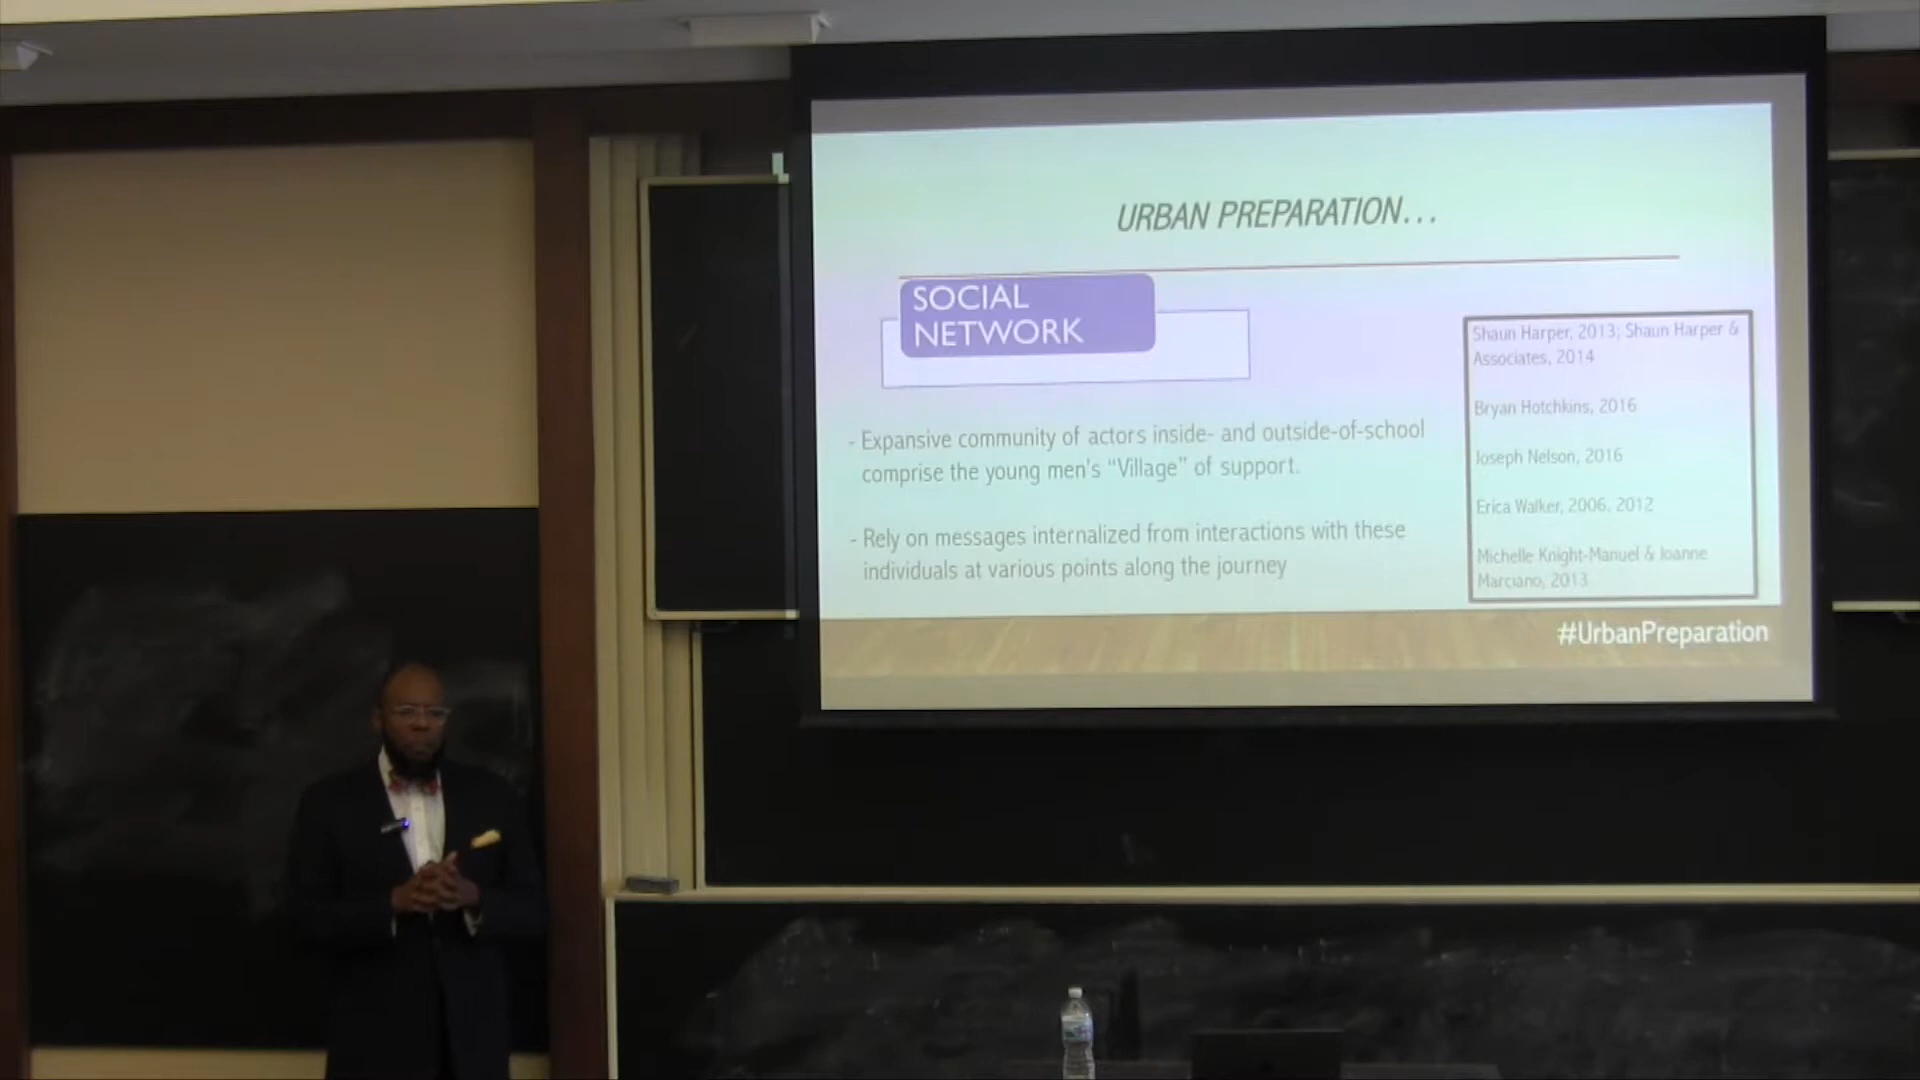 URBAN PREPARATION...
SOCIAL
NETWORK
- Expansive community of actors inside- and outside-of-school
comprise the young men's “Village” of support.
- Rely on messages internalized from interactions with these
individuals at various points along the journey
Shaun Harper, 2013; Shaun Harper &
Associates, 2014
Bryan Hotchkins, 2016
Joseph Nelson, 2016
Erica Walker, 2006, 2012
Michelle Knight-Manuel & Joanne
Marciano, 2013
#UrbanPreparation